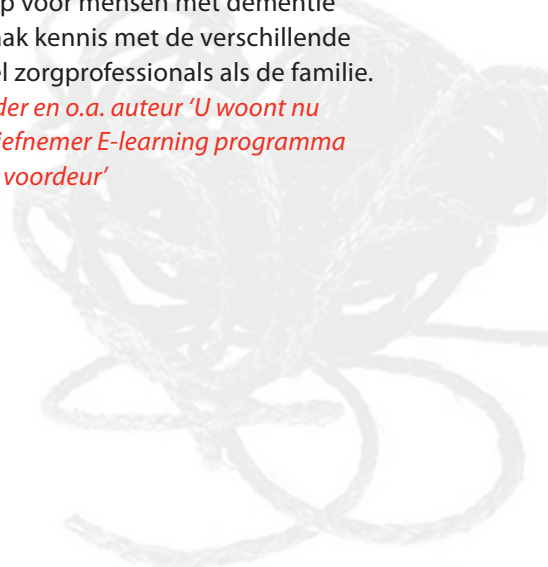 p voor mensen met dementie
ak kennis met de verschillende
el zorgprofessionals als de familie.
der en o.a. auteur ‘U woont nu
iefnemer E-learning programma
voordeur’